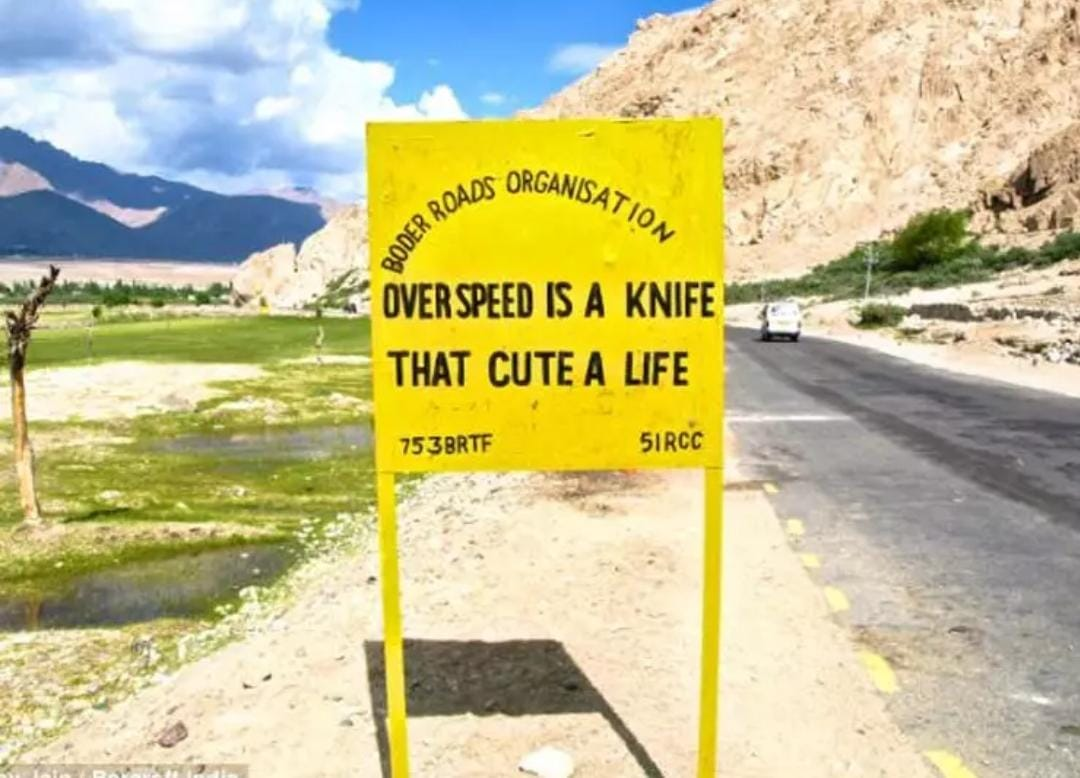 BODER ROADS ORGANISATION
OVERSPEED IS A KNIFE
THAT CUTE A LIFE
753BRTF 51RCC